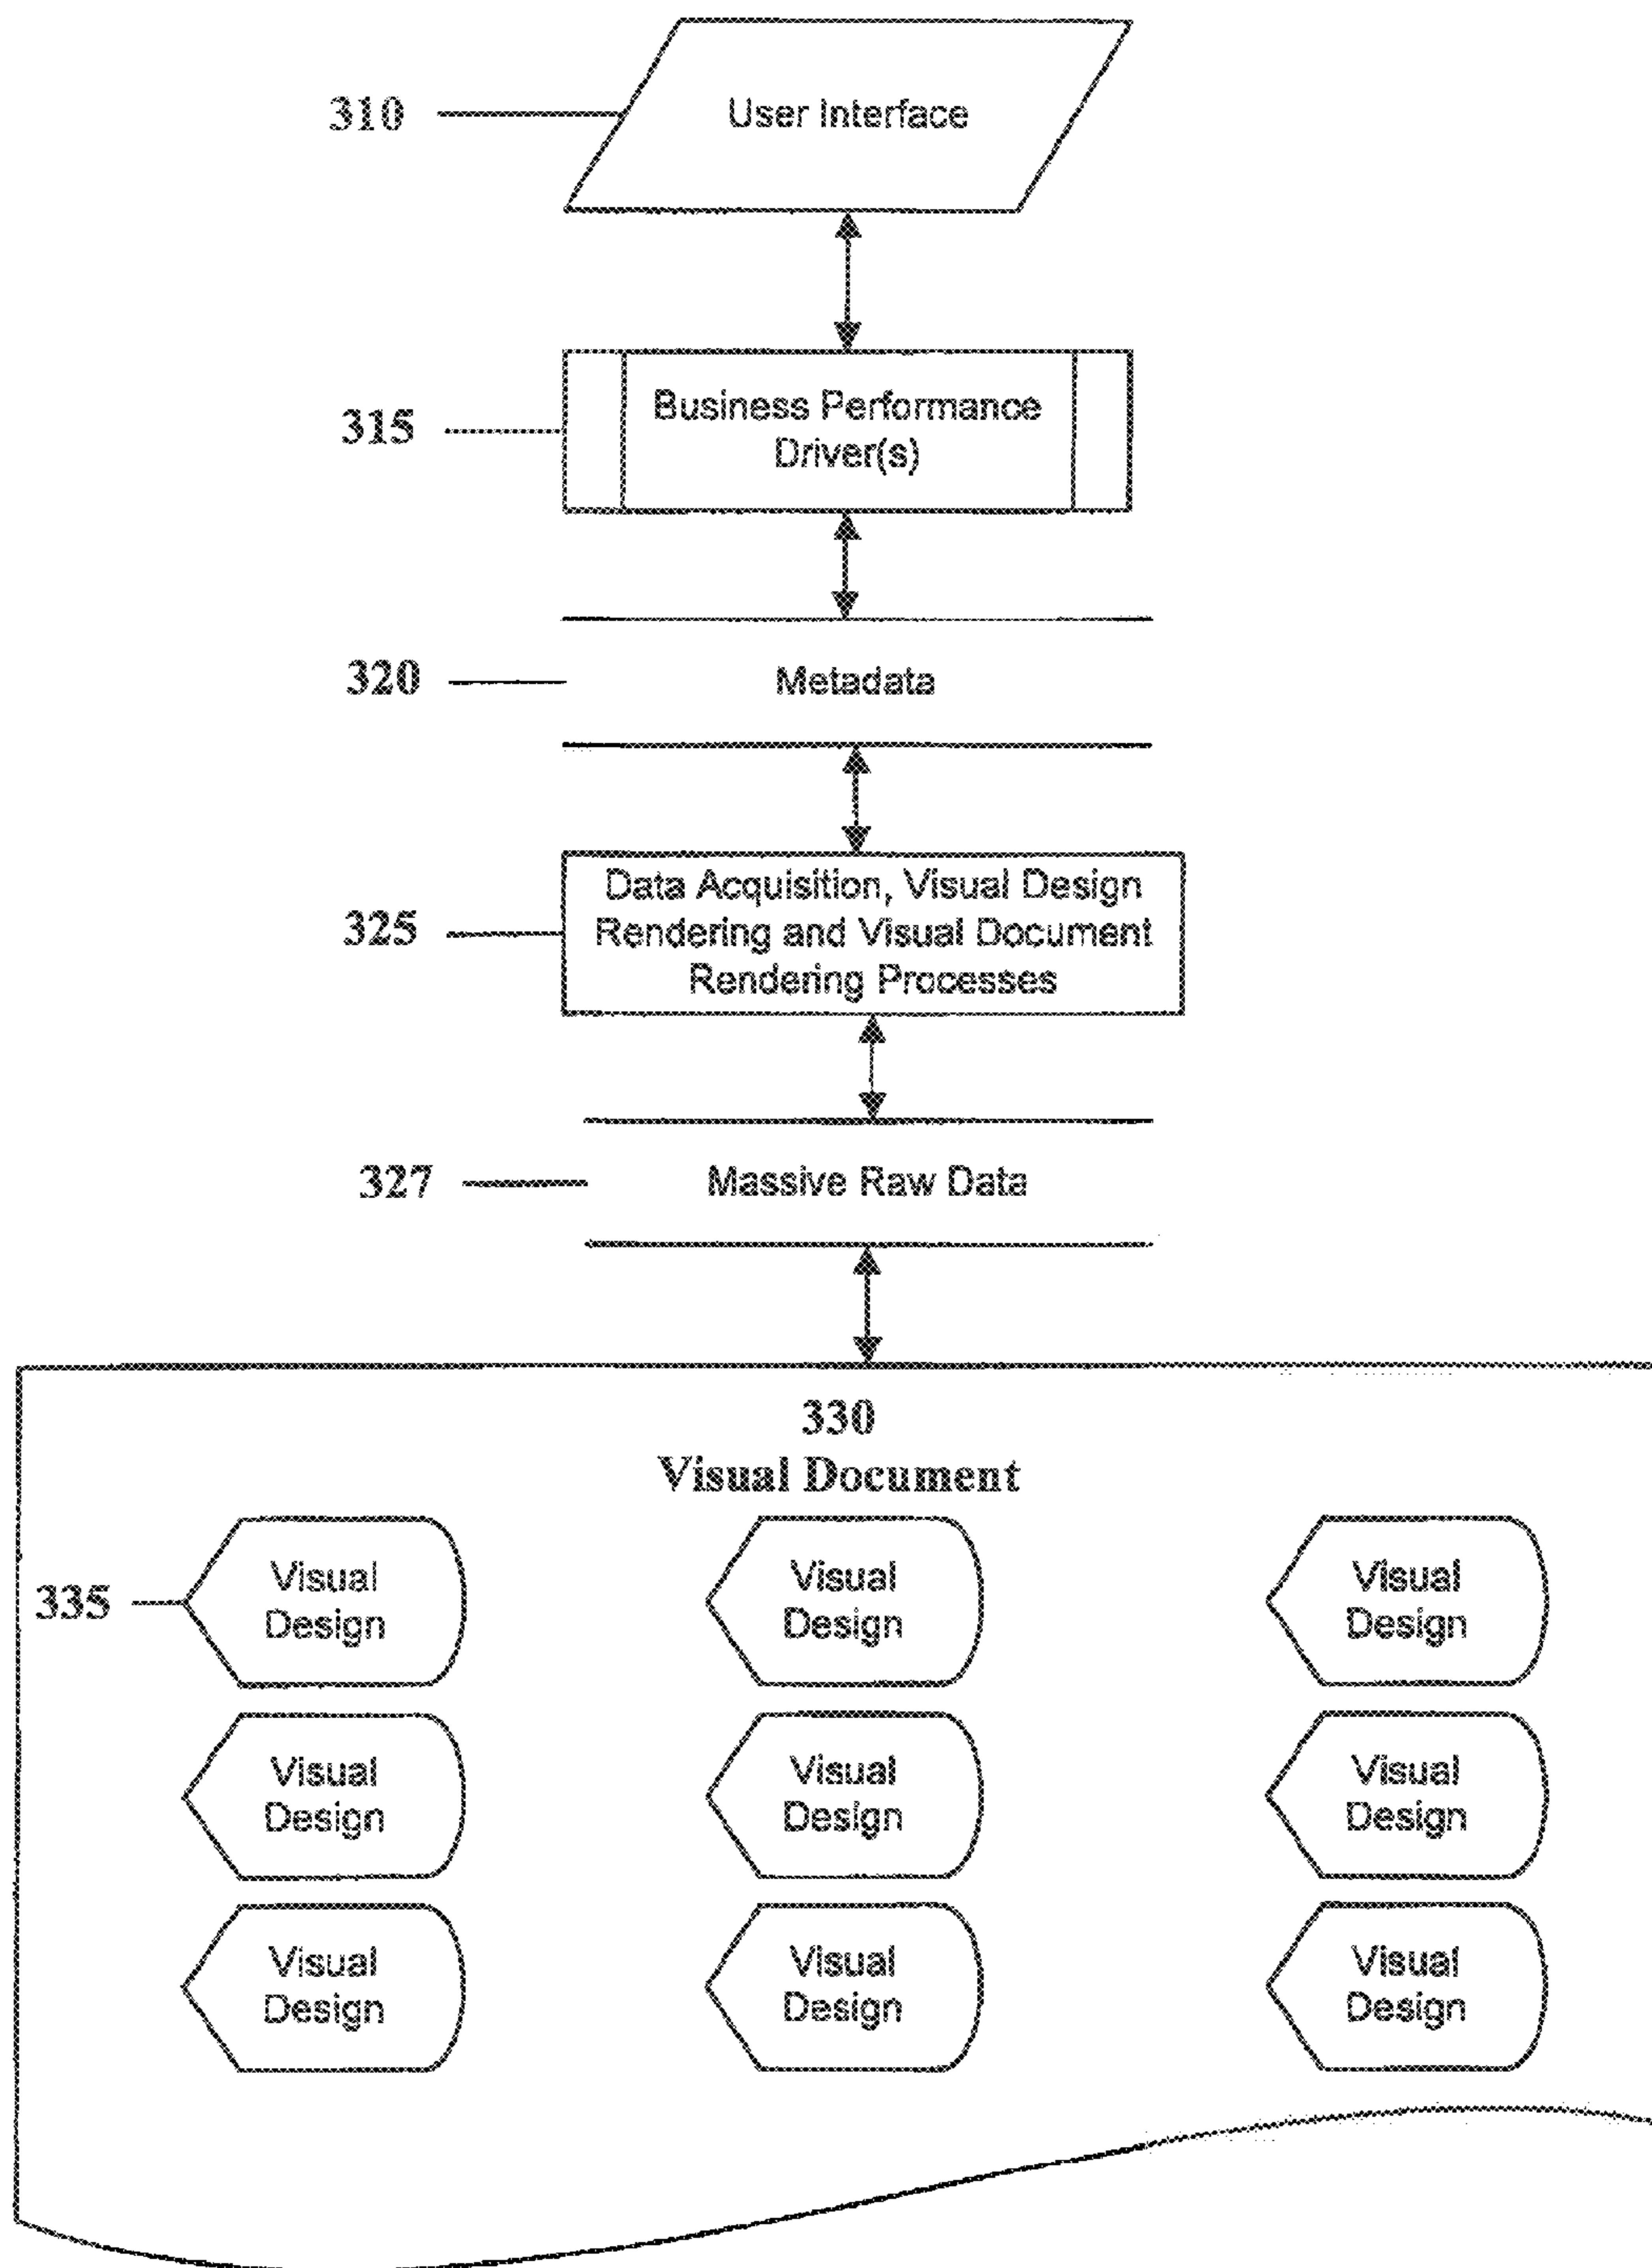 310
User Interface
315
Business Performance
Driver(s)
320
Metadata
325
Data Acquisition, Visual Design
Rendering and Visual Document
Rendering Processes
327
Massive Raw Data
330
Visual Document
335
Visual
Design
Visual
Design
Visual
Design
Visual
Design
Visual
Design
Visual
Design
Visual
Design
Visual
Design
Visual
Design